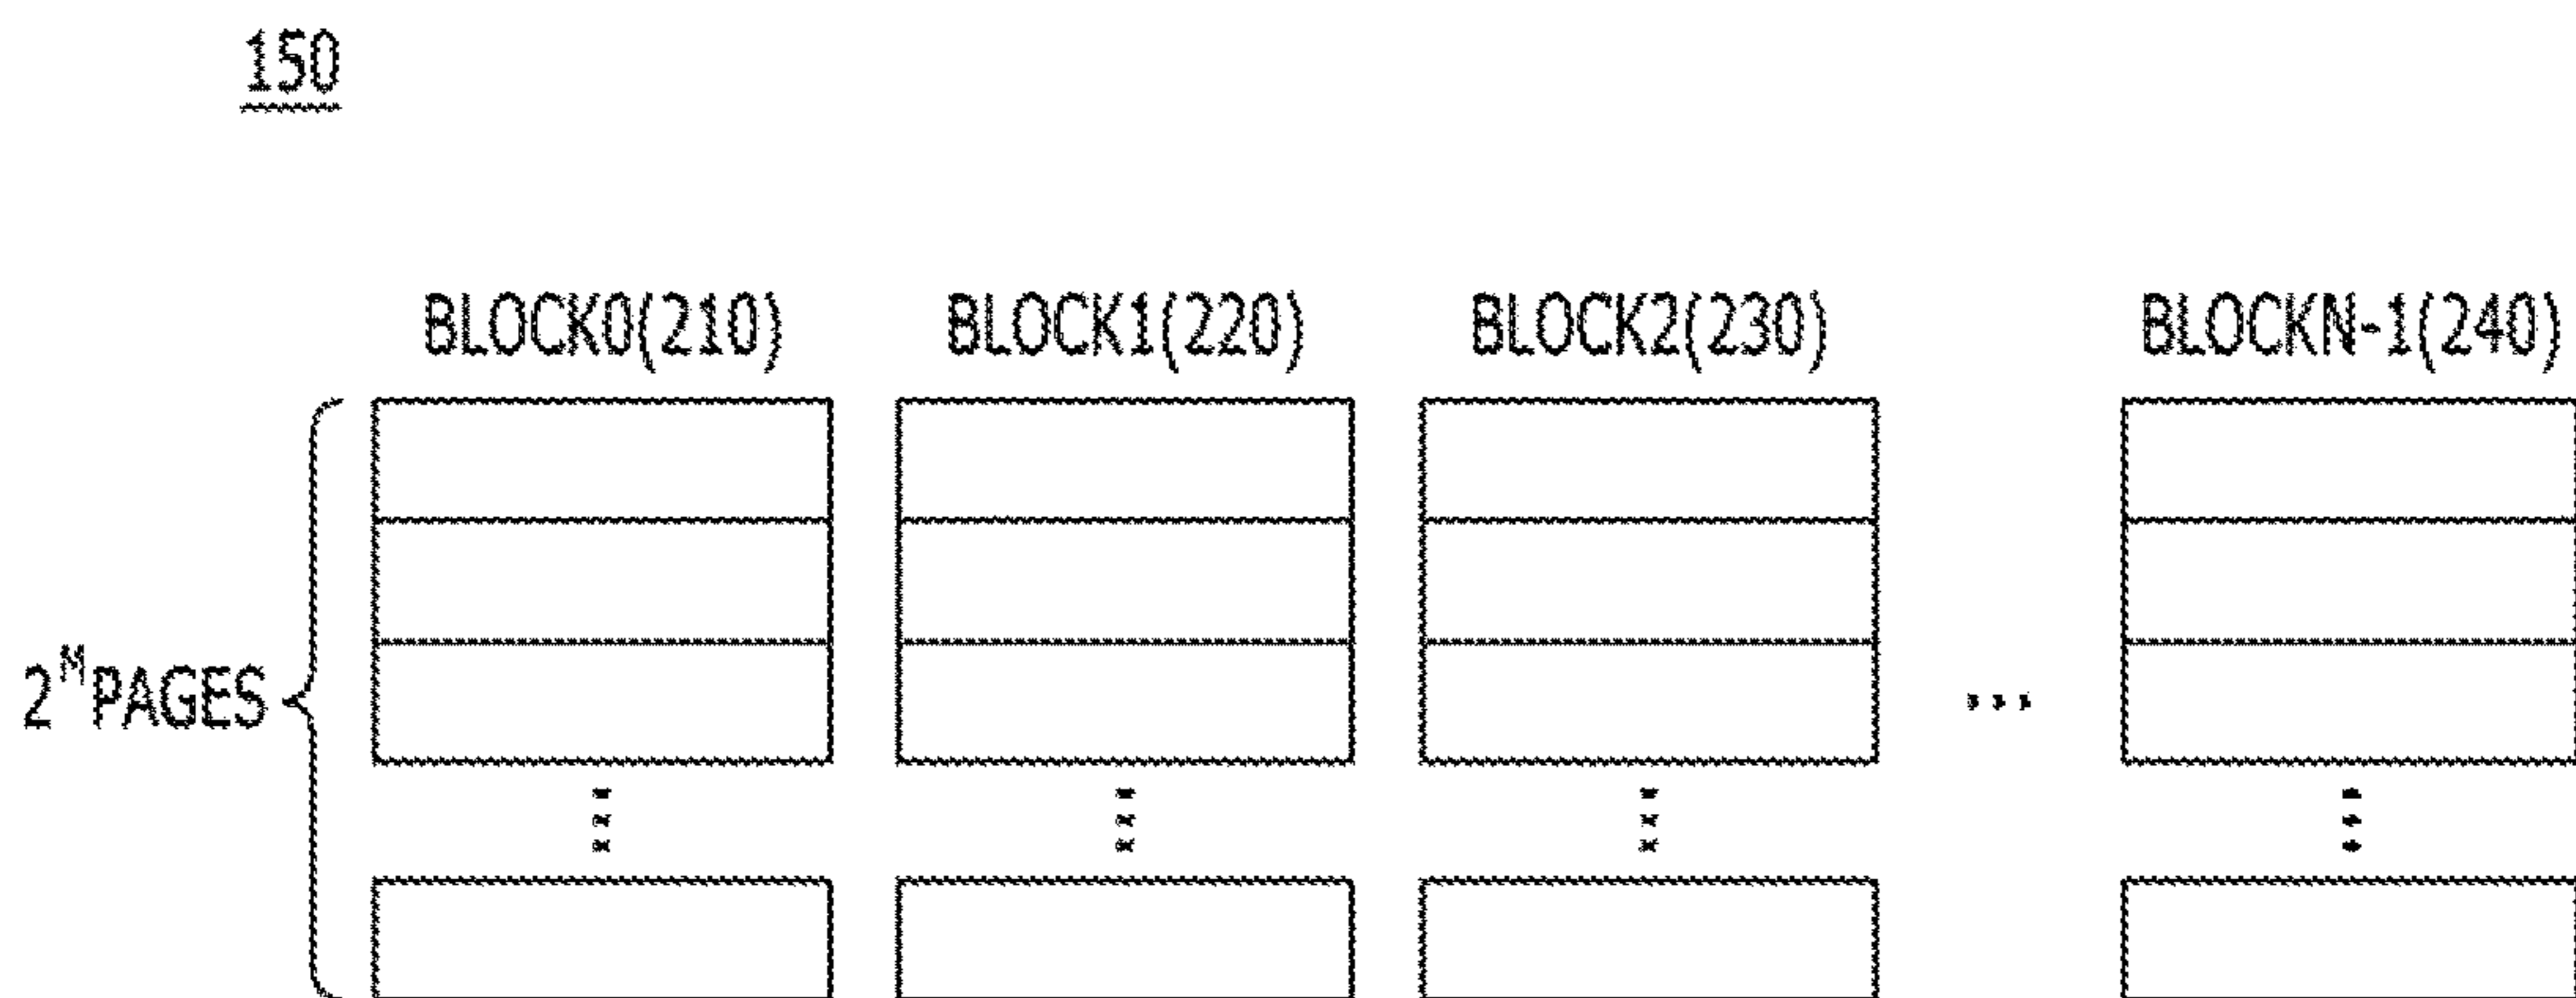 150
BLOCK0(210) BLOCK1(220) BLOCK2(230) BLOCKN-1(240)
2^M PAGES
...